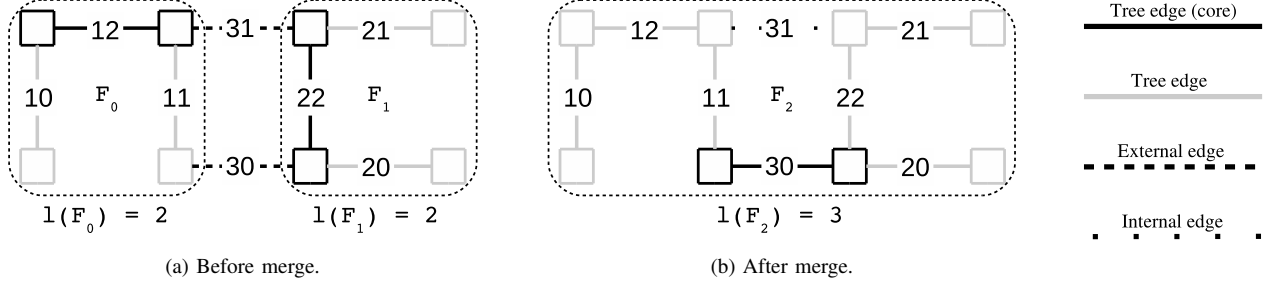 12 31 21
10 F0 11 22 F1
30 20
l(F0) = 2 l(F1) = 2
(a) Before merge.
12 31 21
10 11 F2 22
30 20
l(F2) = 3
(b) After merge.
Tree edge (core)
Tree edge
External edge
Internal edge